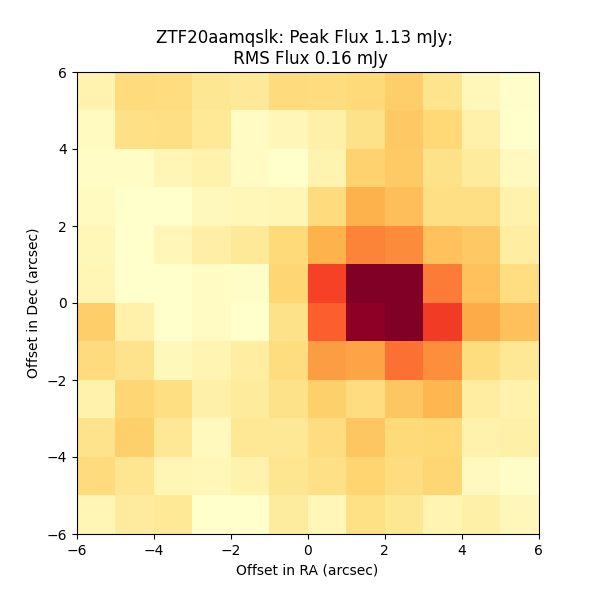 ZTF20aamqslk: Peak Flux 1.13 mJy;
RMS Flux 0.16 mJy
6
4
2
0
−2
−4
−6
Offset in Dec (arcsec)
−6 −4 −2 0 2 4 6
Offset in RA (arcsec)